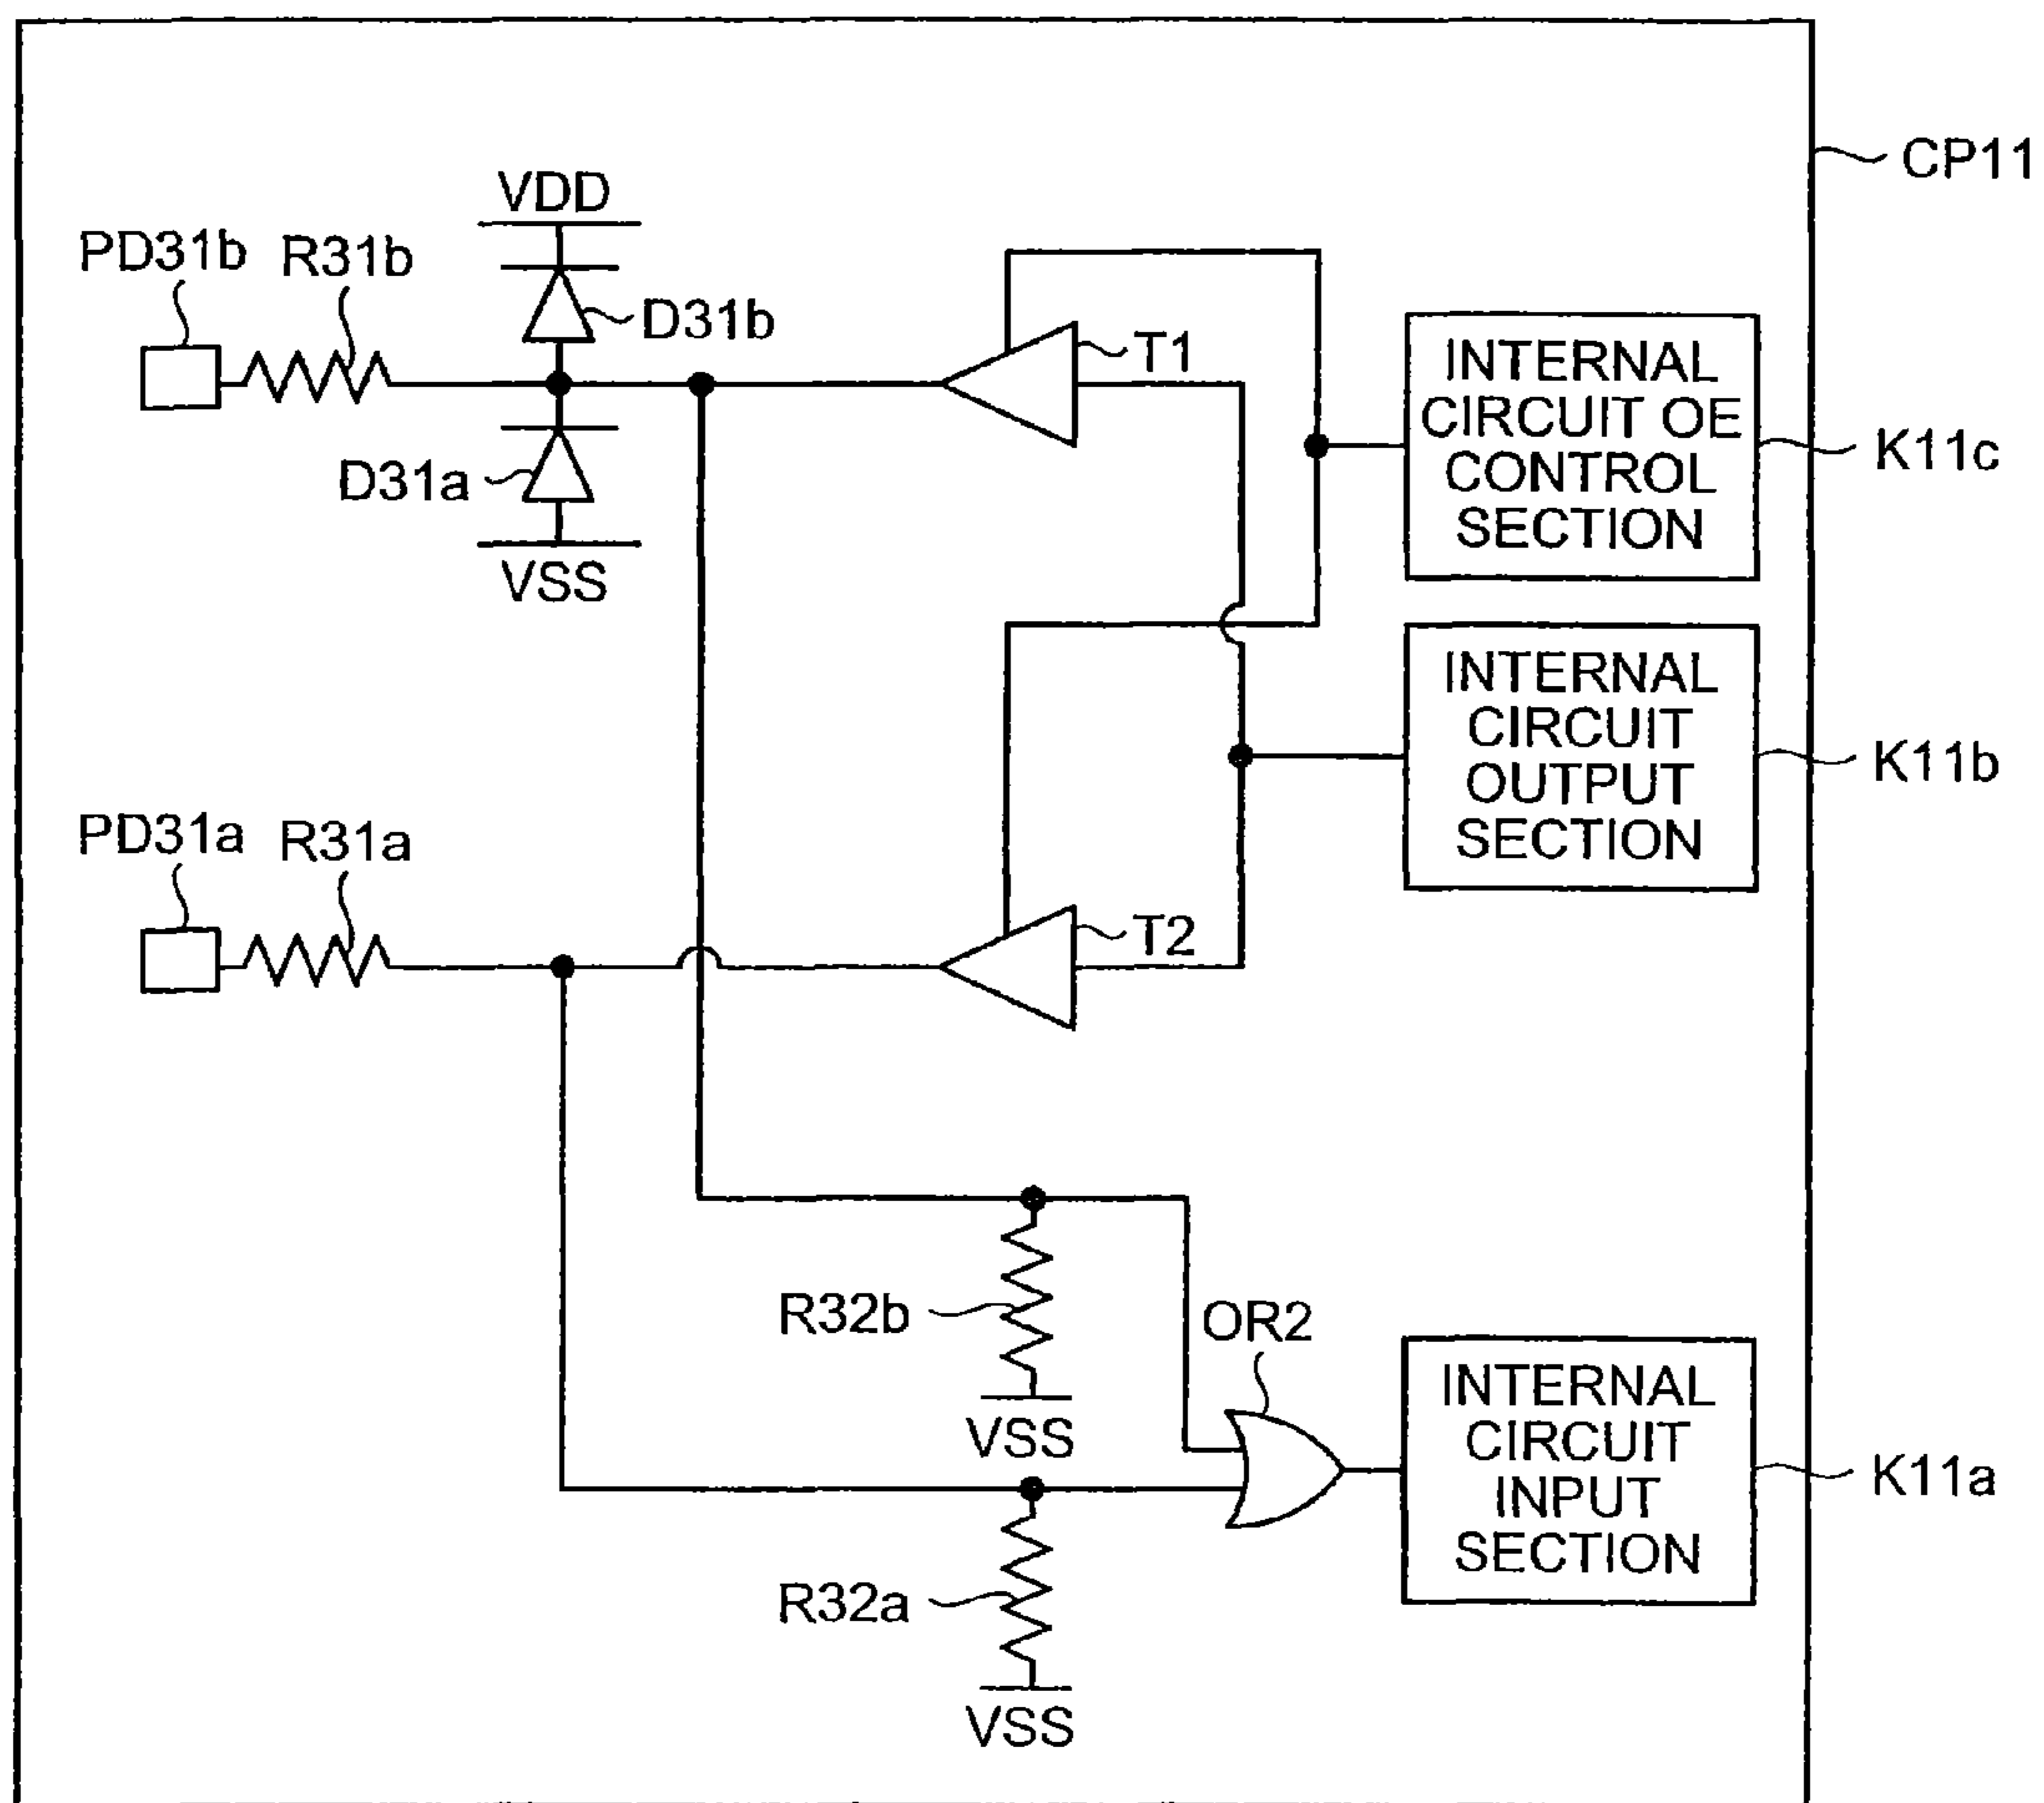 CP11
VDD
PD31b
R31b
D31b
T1
INTERNAL
CIRCUIT OE
CONTROL
SECTION
K11c
D31a
VSS
INTERNAL
CIRCUIT
OUTPUT
SECTION
K11b
PD31a
R31a
T2
R32b
OR2
VSS
INTERNAL
CIRCUIT
INPUT
SECTION
K11a
R32a
VSS